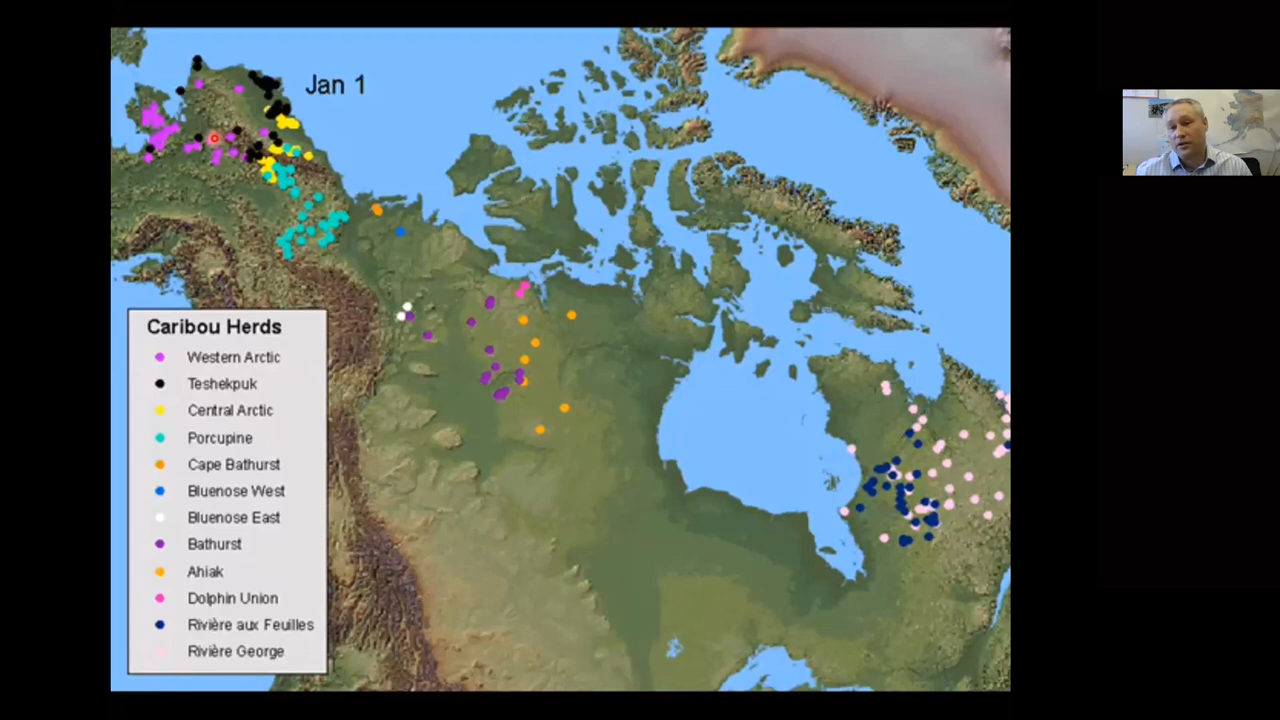 Jan 1
Caribou Herds
Western Arctic
Teshekpuk
Central Arctic
Porcupine
Cape Bathurst
Bluenose West
Bluenose East
Bathurst
Ahiak
Dolphin Union
Rivière aux Feuilles
Rivière George